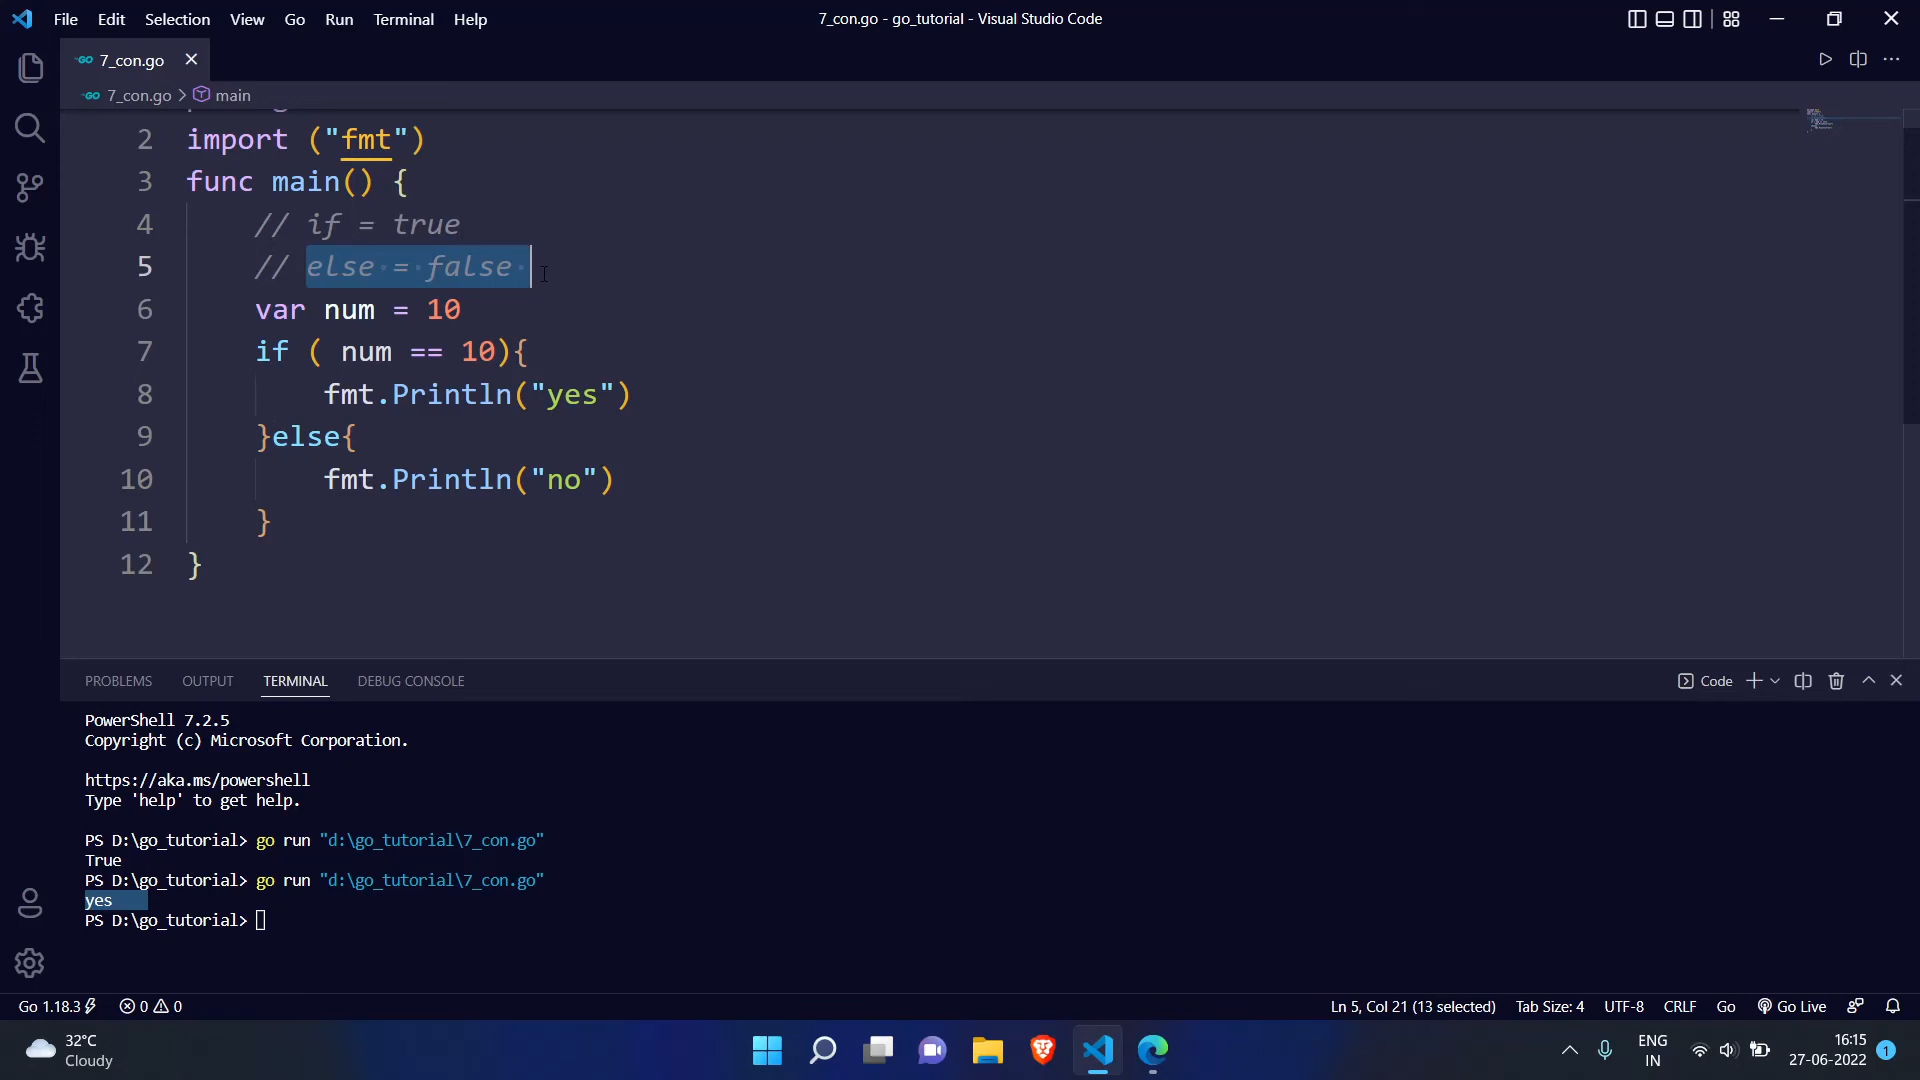 File Edit Selection View Go Run Terminal Help
7_con.go - go_tutorial - Visual Studio Code
GO 7_con.go
GO 7_con.go > main
2 import ("fmt")
3 func main() {
4 // if = true
5 // else = false
6 var num = 10
7 if ( num == 10){
8 fmt.Println("yes")
9 }else{
10 fmt.Println("no")
11 }
12 }
PROBLEMS OUTPUT TERMINAL DEBUG CONSOLE
Code
PowerShell 7.2.5
Copyright (c) Microsoft Corporation.
https://aka.ms/powershell
Type 'help' to get help.
PS D:\go_tutorial> go run "d:\go_tutorial\7_con.go"
True
PS D:\go_tutorial> go run "d:\go_tutorial\7_con.go"
yes
PS D:\go_tutorial>
Go 1.18.3 0 0 Ln 5, Col 21 (13 selected) Tab Size: 4 UTF-8 CRLF Go Go Live
32°C
Cloudy
ENG
IN
16:15
27-06-2022
1